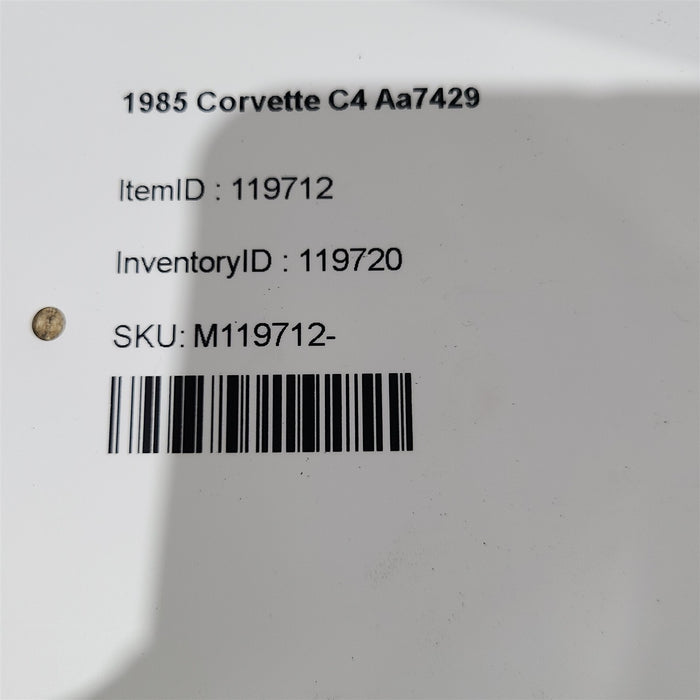 1985 Corvette C4 Aa7429
ItemID : 119712
InventoryID : 119720
SKU: M119712-